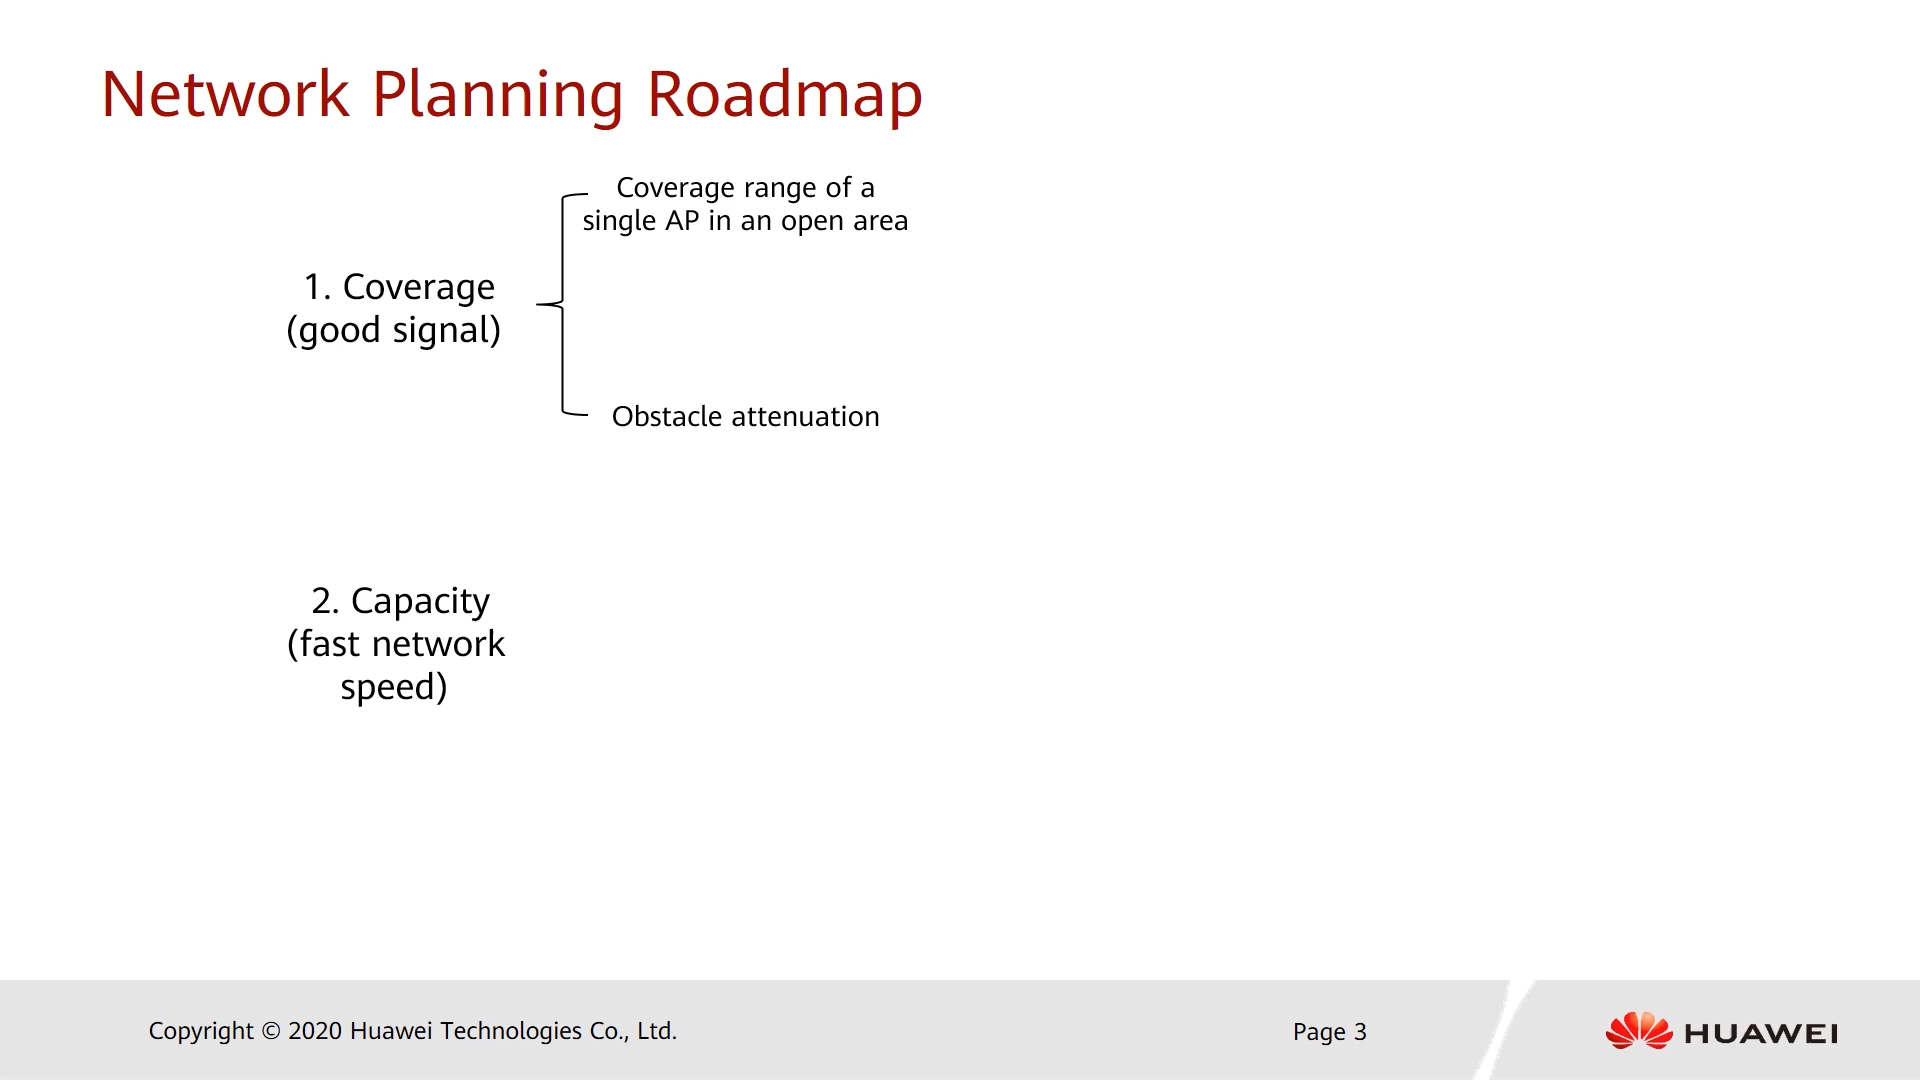 Network Planning Roadmap
Coverage range of a
single AP in an open area
1. Coverage
(good signal)
Obstacle attenuation
2. Capacity
(fast network
speed)
Copyright © 2020 Huawei Technologies Co., Ltd.
Page 3
HUAWEI